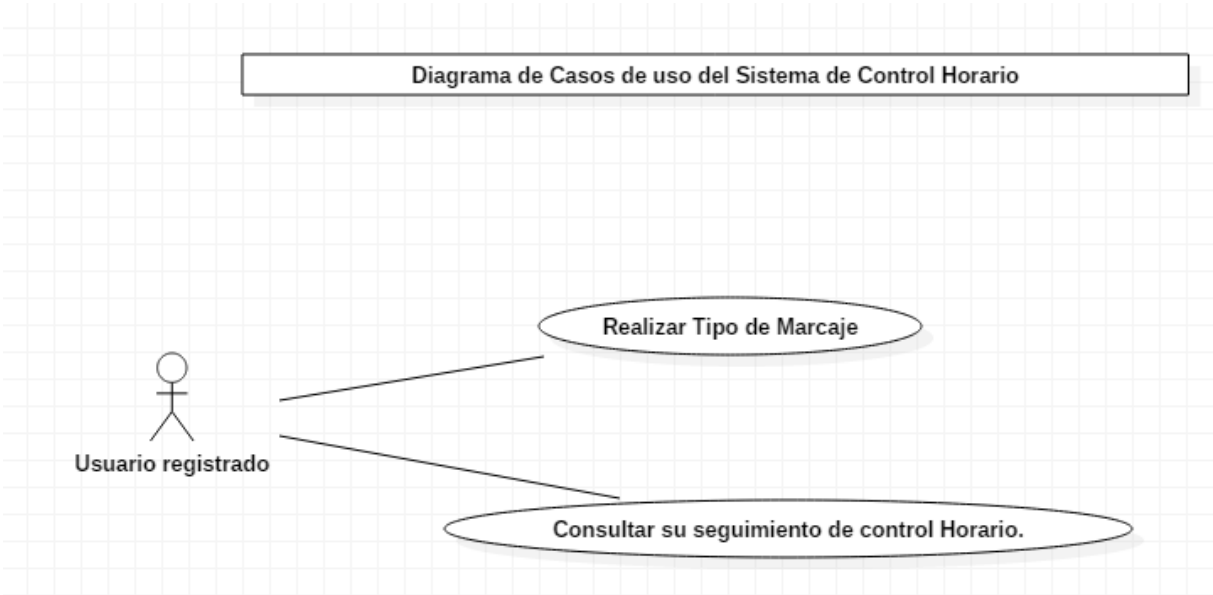 Diagrama de Casos de uso del Sistema de Control Horario
Realizar Tipo de Marcaje
Usuario registrado
Consultar su seguimiento de control Horario.